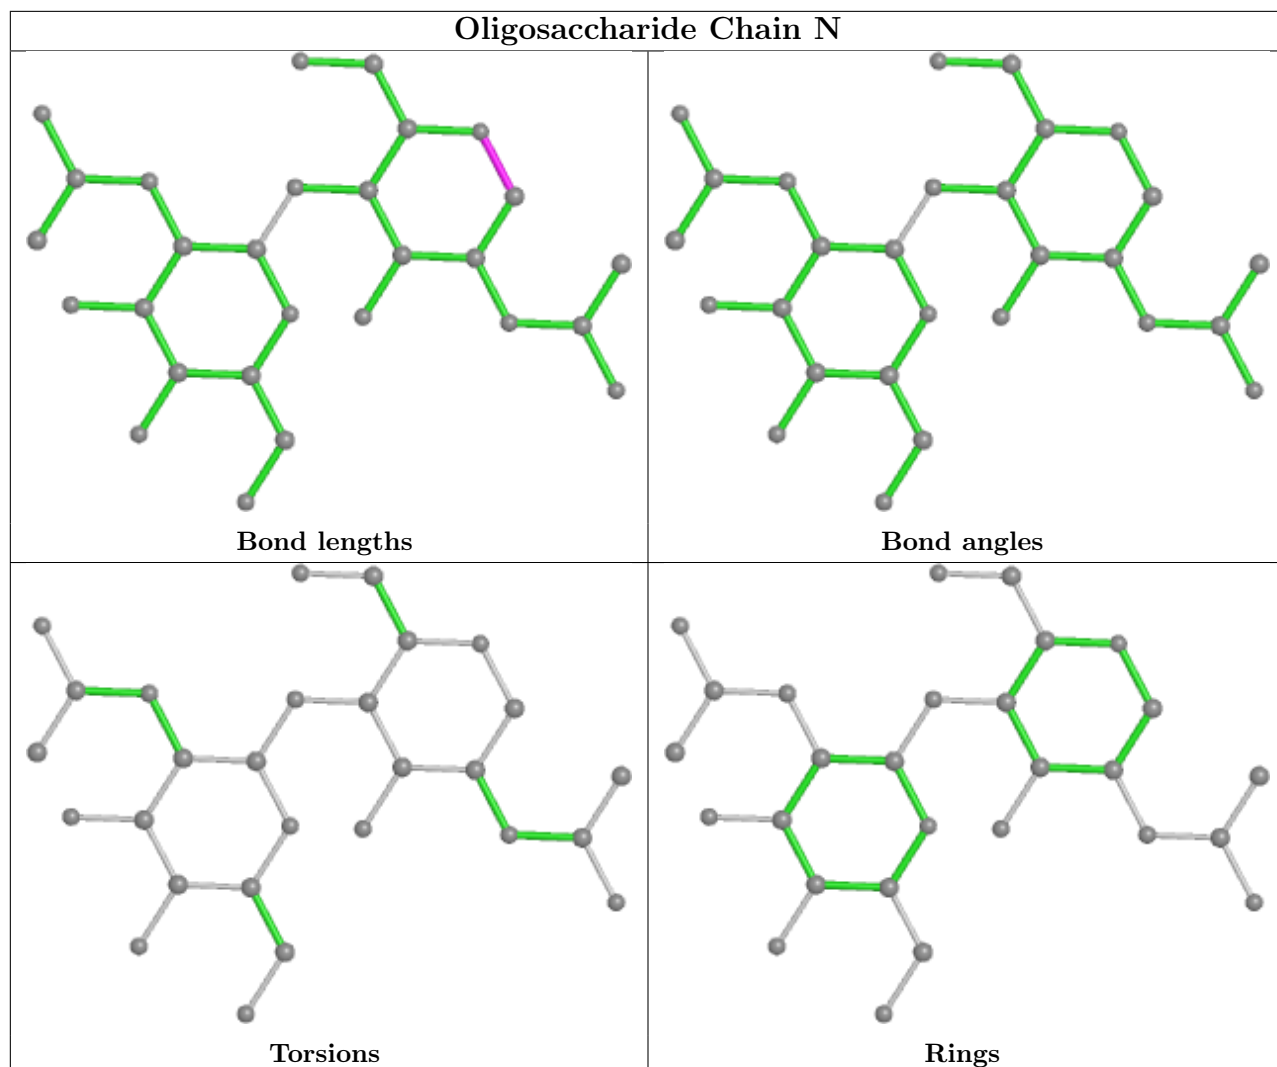 Oligosaccharide Chain N
Bond lengths
Bond angles
Torsions
Rings